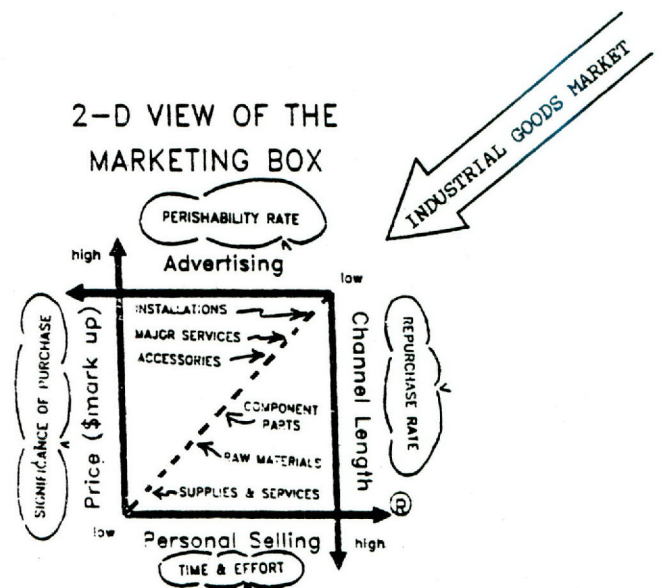 INDUSTRIAL GOODS MARKET
2-D VIEW OF THE
MARKETING BOX
PERISHABILITY RATE
high
Advertising
low
INSTALLATIONS
MAJOR SERVICES
ACCESSORIES
COMPONENT
PARTS
RAW MATERIALS
SUPPLIES & SERVICES
SIGNIFICANCE OF PURCHASE
Price ($mark up)
Channel Length
REPURCHASE RATE
®
low
Personal Selling
high
TIME & EFFORT